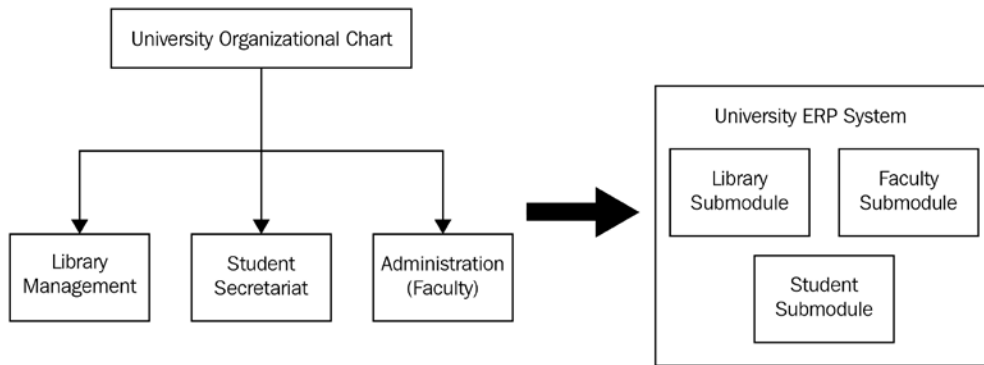 University Organizational Chart
Library
Management
Student
Secretariat
Administration
(Faculty)
University ERP System
Library
Submodule
Faculty
Submodule
Student
Submodule